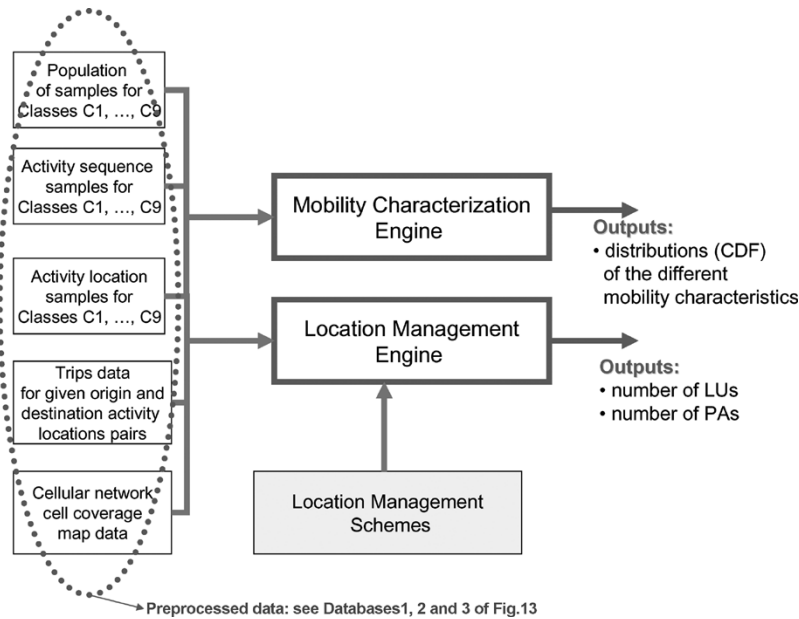 Population
of samples for
Classes C1, ..., C9
Activity sequence
samples for
Classes C1, ..., C9
Activity location
samples for
Classes C1, ..., C9
Trips data
for given origin and
destination activity
locations pairs
Cellular network
cell coverage
map data
Mobility Characterization
Engine
Outputs:
• distributions (CDF)
of the different
mobility characteristics
Location Management
Engine
Outputs:
• number of LUs
• number of PAs
Location Management
Schemes
Preprocessed data: see Databases1, 2 and 3 of Fig.13